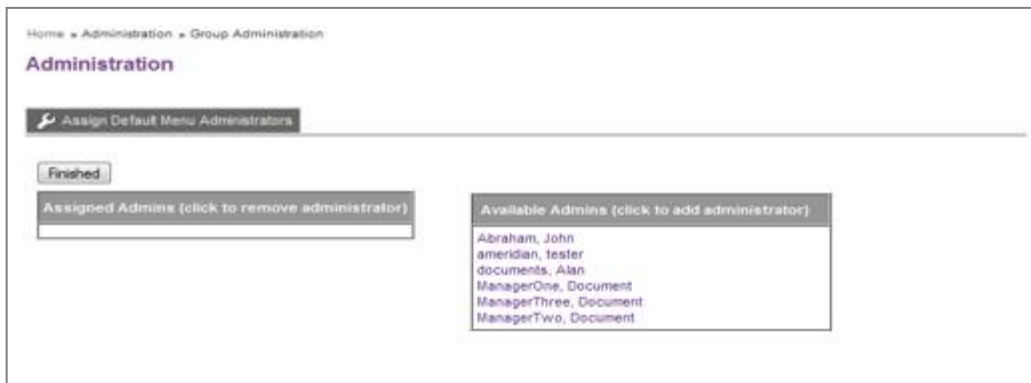 Home » Administration » Group Administration
Administration
Assign Default Menu Administrators
Finished
Assigned Admins (click to remove administrator)
Available Admins (click to add administrator)
Abraham, John
ameridian, tester
documents, Alan
ManagerOne, Document
ManagerThree, Document
ManagerTwo, Document